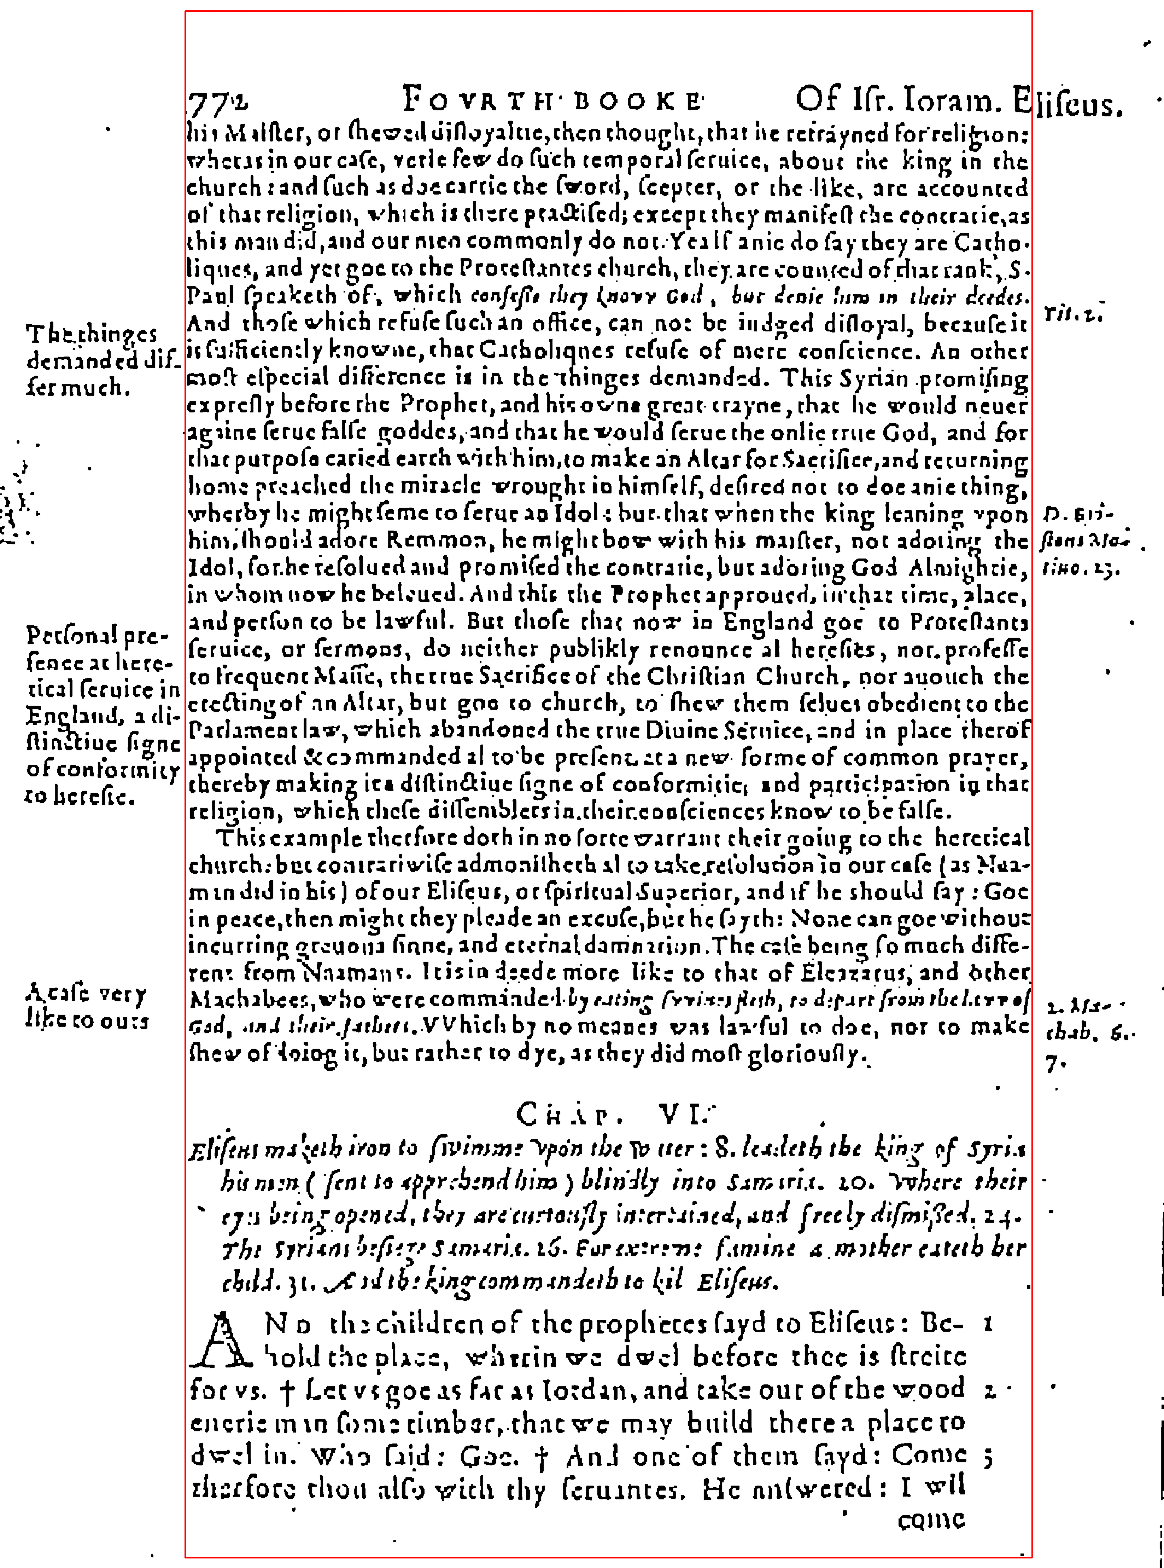 772 FOVRTH BOOKE Of Isr. Ioram. Eliseus.
his Maister, or shewed disloyaltie, then thought, that he refrayned for religion:
wheras in our case, verie few do such temporal seruice, about the king in the
church: and such as doe carrie the sword, scepter, or the like, are accounted
of that religion, which is there practised; except they manifest the contrarie, as
this man did, and our men commonly do not. Yea if anie do say they are Catho-
liques, and yet goe to the Protestantes church, they are counted of that rank, S.
Paul speaketh of, which confesse they knovv God, but denie him in their deedes.
And those which refuse such an office, can not be iudged disloyal, because it
is sufficiently knowne, that Catholiques refuse of mere conscience. An other
most especial difference is in the thinges demanded. This Syrian promising
expresly before the Prophet, and his owne great trayne, that he would neuer
againe serue false goddes, and that he would serue the onlie true God, and for
that purpose caried earth with him, to make an Altar for Sacrifice, and returning
home preached the miracle wrought in himself, desired not to doe anie thing,
wherby he might seme to serue an Idol: but that when the king leaning vpon
him, should adore Remmon, he might bow with his maister, not adoring the
Idol, for he resolued and promised the contrarie, but adoring God Almightie,
in whom now he beleued. And this the Prophet approued, in that time, place,
and person to be lawful. But those that now in England goe to Protestants
seruice, or sermons, do neither publikly renounce al heresies, nor professe
to frequent Masse, the true Sacrifice of the Christian Church, nor auouch the
erecting of an Altar, but goe to church, to shew them selues obedient to the
Parlament law, which abandoned the true Diuine Seruice, and in place therof
appointed & commanded al to be present at a new forme of common prayer,
thereby making it a distinctiue signe of conformitie, and participation in that
religion, which these dissemblers in their consciences know to be false.
This example therfore doth in no sorte warrant their going to the heretical
church: but contrariwise admonisheth al to take resolution in our case (as Naa-
man did in his) of our Eliseus, or spiritual Superior, and if he should say: Goe
in peace, then might they pleade an excuse, but he sayth: None can goe without
incurring greuous sinne, and eternal damnation. The case being so much diffe-
rent from Naamans. It is in deede more like to that of Eleazarus, and other
Machabees, who were commanded by eating svvines flesh, to depart from the lavv of
God, and their fathers. VVhich by no meanes was lawful to doe, nor to make
shew of doing it, but rather to dye, as they did most gloriously.
The thinges
demanded dif-
fer much.
Personal pre-
sence at here-
tical seruice in
England, a di-
stinctiue signe
of conformity
to heresie.
A case very
like to ours
Tit. 1.
2. Ma-
chab. 6.
7.
CHAP. VI.
Eliseus maketh iron to swimme vpon the water: 8. leadeth the king of Syria
his men (sent to apprehend him) blindly into Samaria. 20. Where their
eyes being opened, they are curtously intertained, and freely dismissed. 24.
The Syrians besiege Samaria. 26. For extreme famine a mother eateth her
child. 31. And the king commandeth to kil Eliseus.
AND the children of the prophetes sayd to Eliseus: Be- 1
hold the place, wherin we dwel before thee is streite
for vs. † Let vs goe as far as Iordan, and take out of the wood 2
euerie man some timber, that we may build there a place to
dwel in. Who said: Goe. † And one of them sayd: Come 3
therfore thou also with thy seruantes. He answered: I wil
come